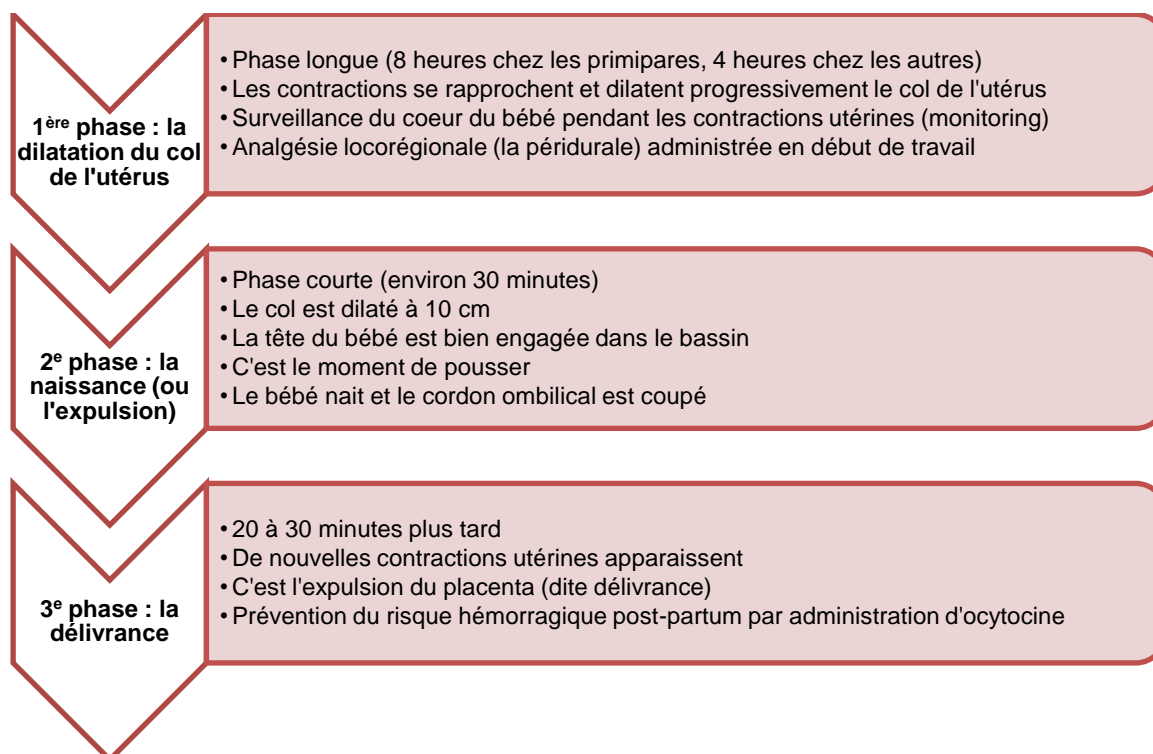 1ère phase : la
dilatation du col
de l'utérus
• Phase longue (8 heures chez les primipares, 4 heures chez les autres)
• Les contractions se rapprochent et dilatent progressivement le col de l'utérus
• Surveillance du coeur du bébé pendant les contractions utérines (monitoring)
• Analgésie locorégionale (la péridurale) administrée en début de travail
2e phase : la
naissance (ou
l'expulsion)
• Phase courte (environ 30 minutes)
• Le col est dilaté à 10 cm
• La tête du bébé est bien engagée dans le bassin
• C'est le moment de pousser
• Le bébé nait et le cordon ombilical est coupé
3e phase : la
délivrance
• 20 à 30 minutes plus tard
• De nouvelles contractions utérines apparaissent
• C'est l'expulsion du placenta (dite délivrance)
• Prévention du risque hémorragique post-partum par administration d'ocytocine